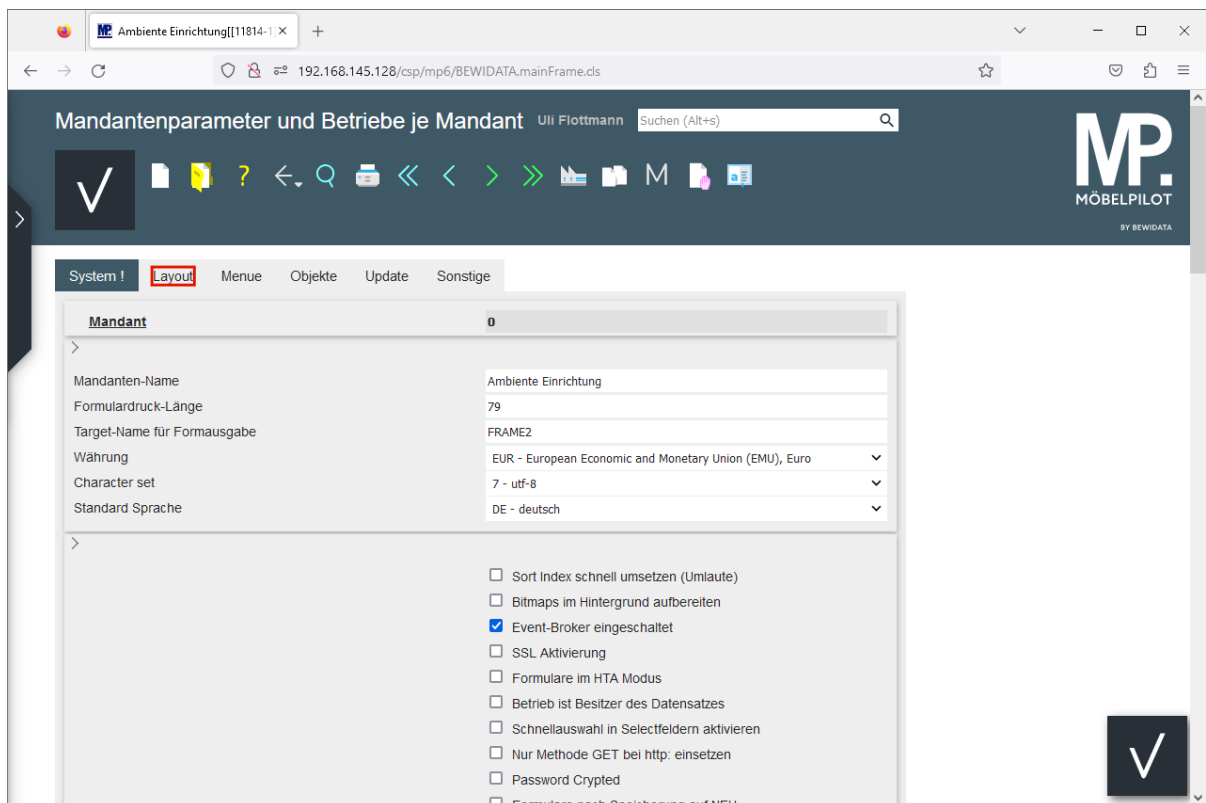 Ambiente Einrichtung[[11814-1]
192.168.145.128/csp/mp6/BEWIDATA.mainFrame.cls
Mandantenparameter und Betriebe je Mandant Uli Flottmann Suchen (Alt+s)
M
MP.
MÖBELPILOT
BY BEWIDATA
System ! Layout Menue Objekte Update Sonstige
Mandant 0
Mandanten-Name Ambiente Einrichtung
Formulardruck-Länge 79
Target-Name für Formausgabe FRAME2
Währung EUR - European Economic and Monetary Union (EMU), Euro
Character set 7 - utf-8
Standard Sprache DE - deutsch
Sort Index schnell umsetzen (Umlaute)
Bitmaps im Hintergrund aufbereiten
Event-Broker eingeschaltet
SSL Aktivierung
Formulare im HTA Modus
Betrieb ist Besitzer des Datensatzes
Schnellauswahl in Selectfeldern aktivieren
Nur Methode GET bei http: einsetzen
Password Crypted
Formulare nach Speicherung auf NEU